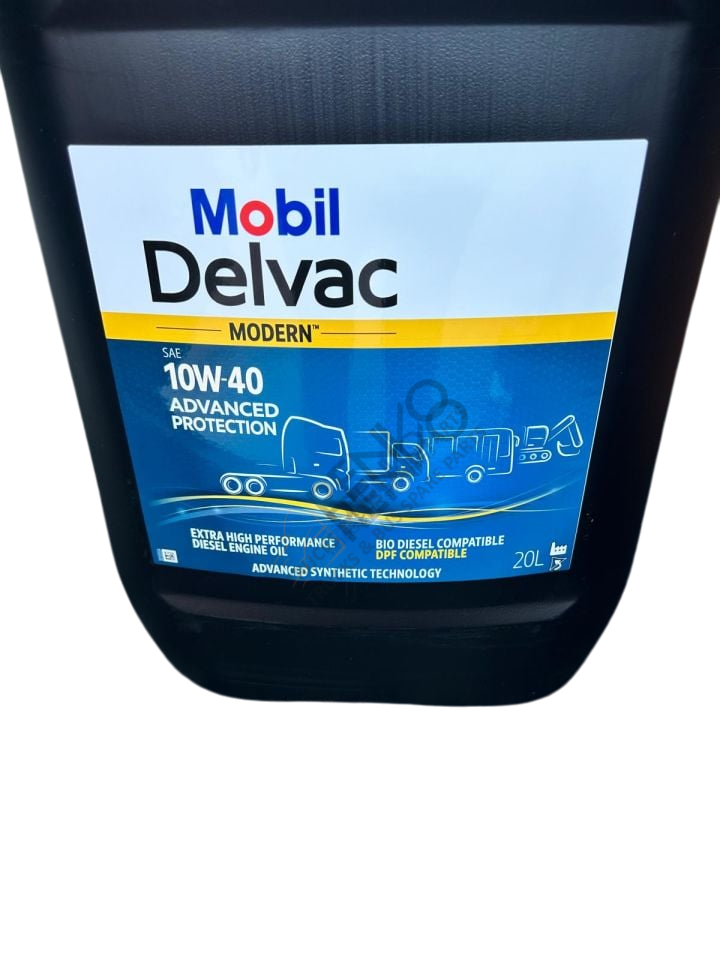 Mobil
Delvac
MODERN™
SAE
10W-40
ADVANCED
PROTECTION
EXTRA HIGH PERFORMANCE
DIESEL ENGINE OIL
BIO DIESEL COMPATIBLE
DPF COMPATIBLE
20L
ADVANCED SYNTHETIC TECHNOLOGY